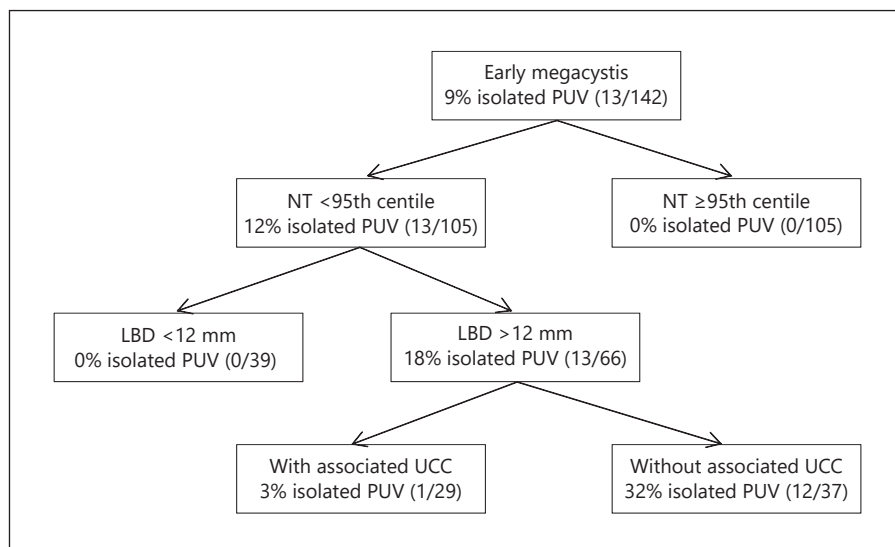 Early megacystis
9% isolated PUV (13/142)
NT <95th centile
12% isolated PUV (13/105)
NT ≥95th centile
0% isolated PUV (0/105)
LBD <12 mm
0% isolated PUV (0/39)
LBD >12 mm
18% isolated PUV (13/66)
With associated UCC
3% isolated PUV (1/29)
Without associated UCC
32% isolated PUV (12/37)